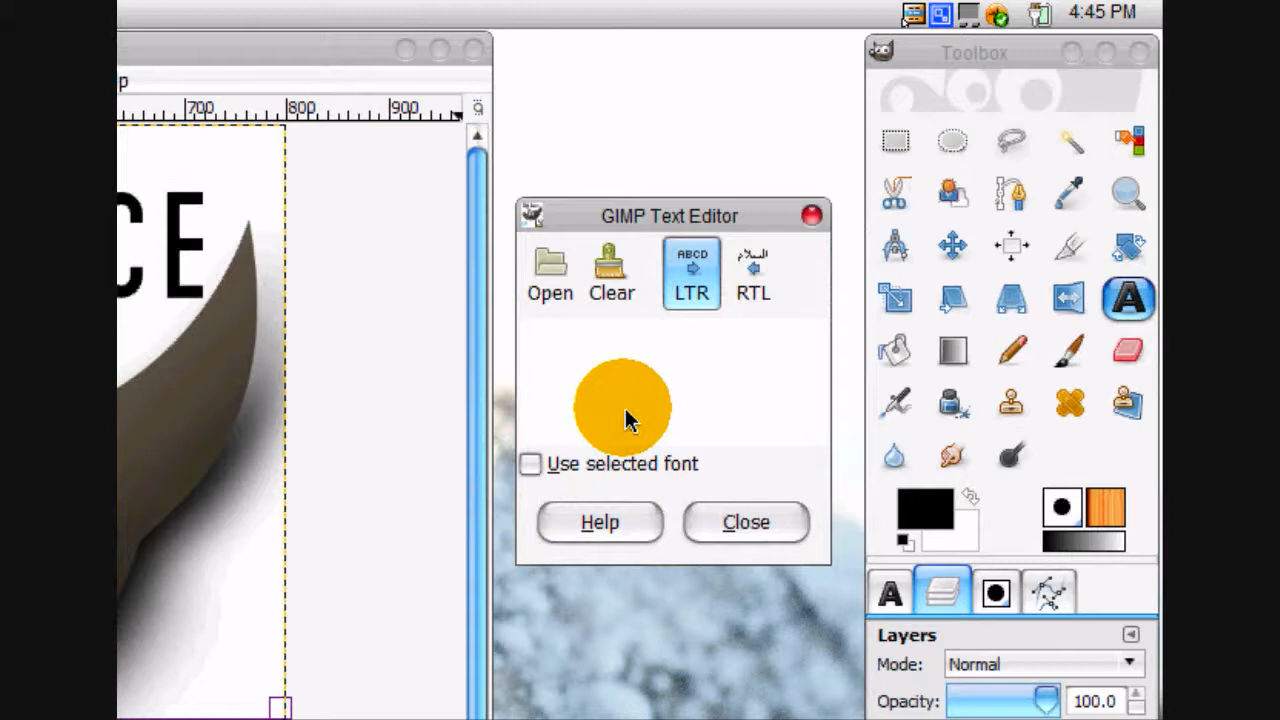 4:45 PM
Toolbox
p
700 800 900
CE
GIMP Text Editor
ABCD السلام
Open Clear LTR RTL
Use selected font
Help Close
A
A
Layers
Mode: Normal
Opacity: 100.0